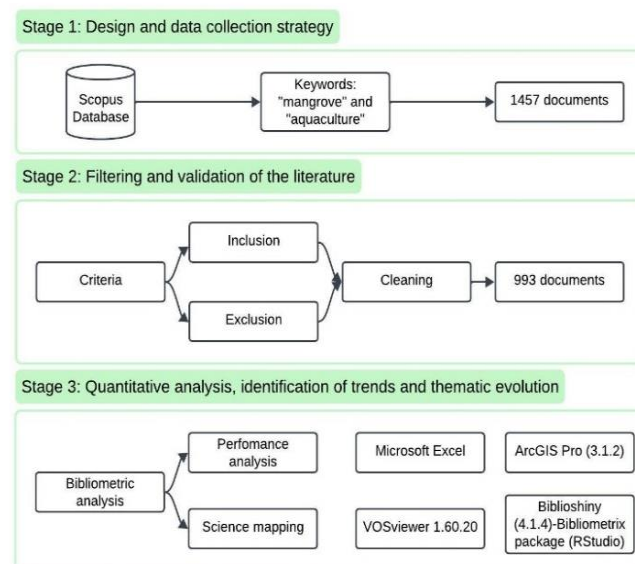 Stage 1: Design and data collection strategy
Scopus
Database
Keywords:
"mangrove" and
"aquaculture"
1457 documents
Stage 2: Filtering and validation of the literature
Criteria
Inclusion
Exclusion
Cleaning
993 documents
Stage 3: Quantitative analysis, identification of trends and thematic evolution
Bibliometric
analysis
Perfomance
analysis
Science mapping
Microsoft Excel
ArcGIS Pro (3.1.2)
VOSviewer 1.60.20
Biblioshiny
(4.1.4)-Bibliometrix
package (RStudio)